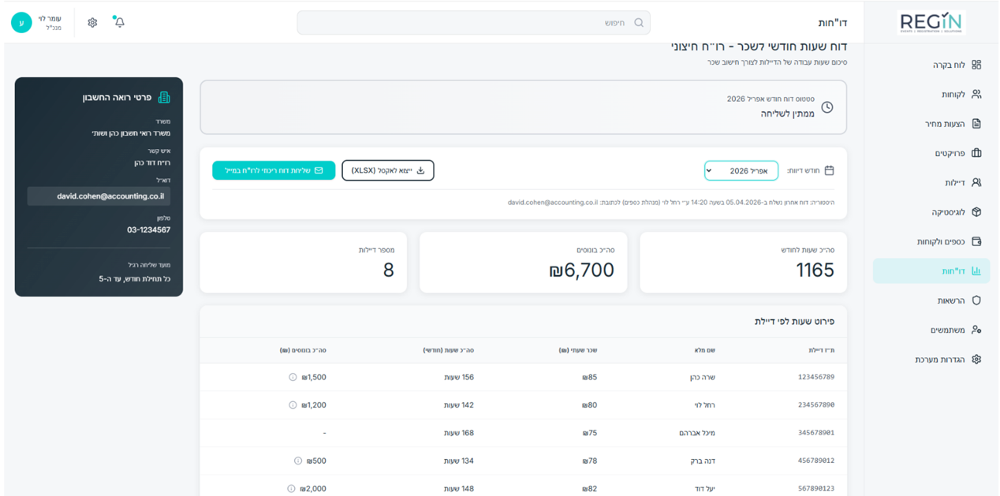 REGiN
EVENTS | REGISTRATION | SOLUTIONS
דו"חות
חיפוש
עומר לוי
מנכ"ל
ע
לוח בקרה
לקוחות
הצעות מחיר
פרויקטים
דיילות
לוגיסטיקה
כספים ולקוחות
דו"חות
הרשאות
משתמשים
הגדרות מערכת
דוח שעות חודשי לשכר - רו"ח חיצוני
סיכום שעות עבודה של הדיילות לצורך חישוב שכר
סטטוס דוח חודש אפריל 2026
ממתין לשליחה
חודש דיווח:
אפריל 2026
ייצוא לאקסל (XLSX)
שליחת דוח ריכוזי לרו"ח במייל
היסטוריה: דוח אחרון נשלח ב-05.04.2026 בשעה 14:20 ע"י רחל לוי (מנהלת כספים) לכתובת: david.cohen@accounting.co.il
סה"כ שעות לחודש
1165
סה"כ בונוסים
₪6,700
מספר דיילות
8
פירוט שעות לפי דיילת
ת"ז דיילת שם מלא שכר שעתי (₪) סה"כ שעות (חודשי) סה"כ בונוסים (₪)
123456789 שרה כהן ₪85 156 שעות ₪1,500
234567890 רחל לוי ₪80 142 שעות ₪1,200
345678901 מיכל אברהם ₪75 168 שעות -
456789012 דנה ברק ₪78 134 שעות ₪500
567890123 יעל דוד ₪82 148 שעות ₪2,000
פרטי רואה החשבון
משרד
משרד רואי חשבון כהן ושות'
איש קשר
רו"ח דוד כהן
דוא"ל
david.cohen@accounting.co.il
טלפון
03-1234567
מועד שליחה רגיל
כל תחילת חודש, עד ה-5